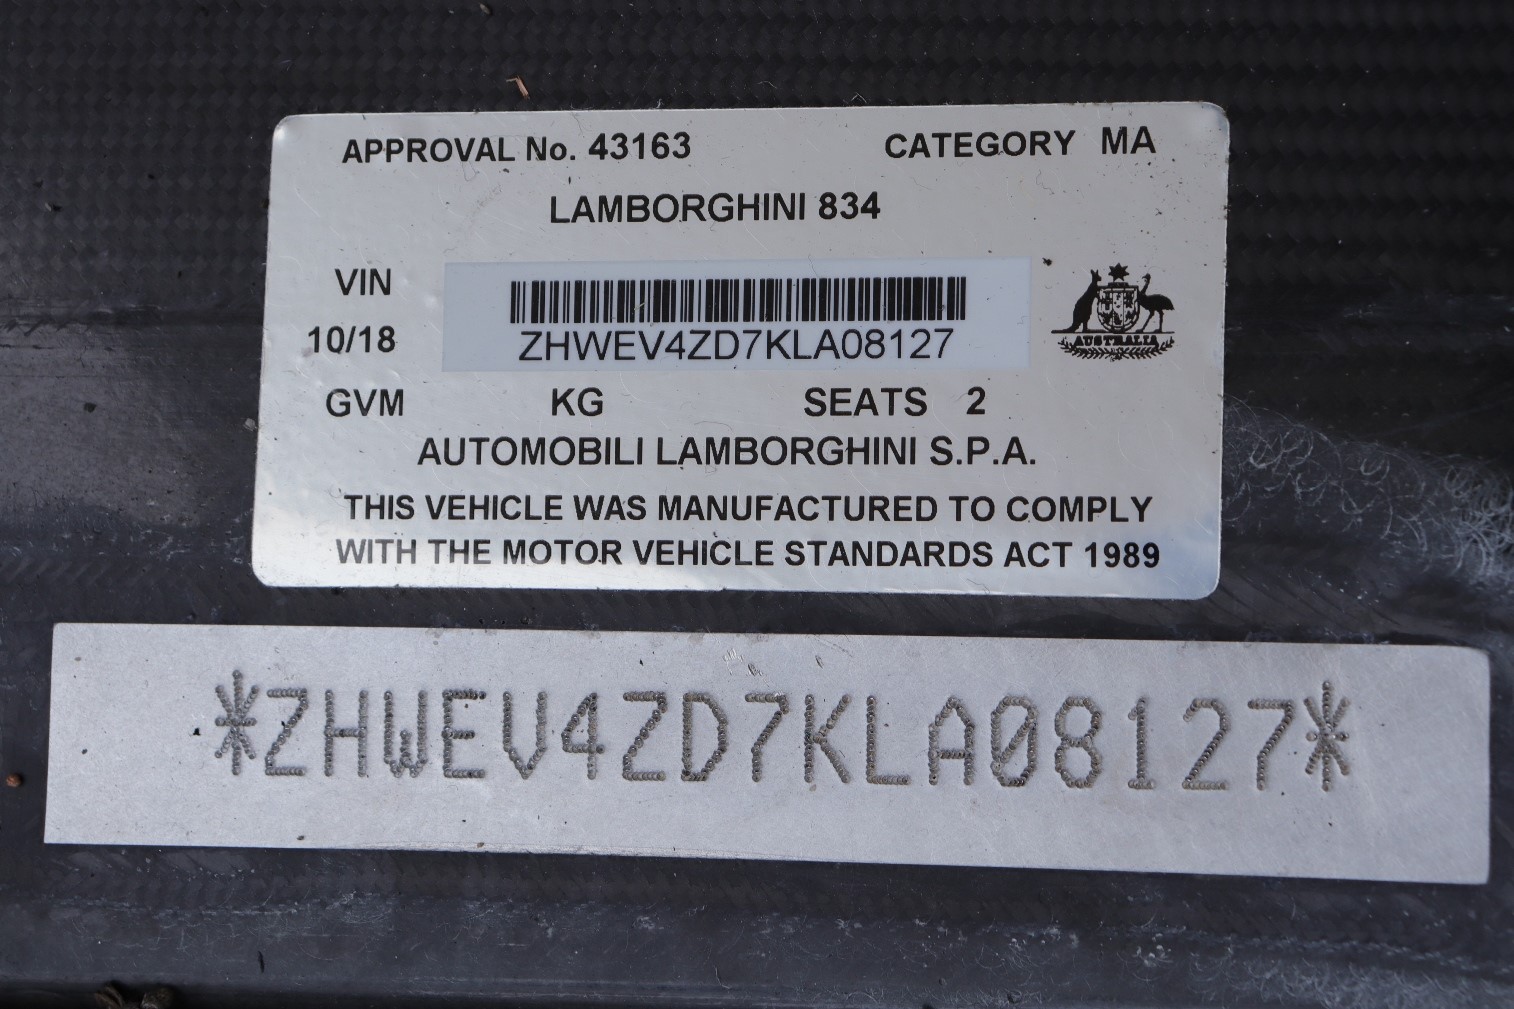 APPROVAL No. 43163 CATEGORY MA
LAMBORGHINI 834
VIN
10/18 ZHWEV4ZD7KLA08127
AUSTRALIA
GVM KG SEATS 2
AUTOMOBILI LAMBORGHINI S.P.A.
THIS VEHICLE WAS MANUFACTURED TO COMPLY
WITH THE MOTOR VEHICLE STANDARDS ACT 1989
*ZHWEV4ZD7KLA08127*